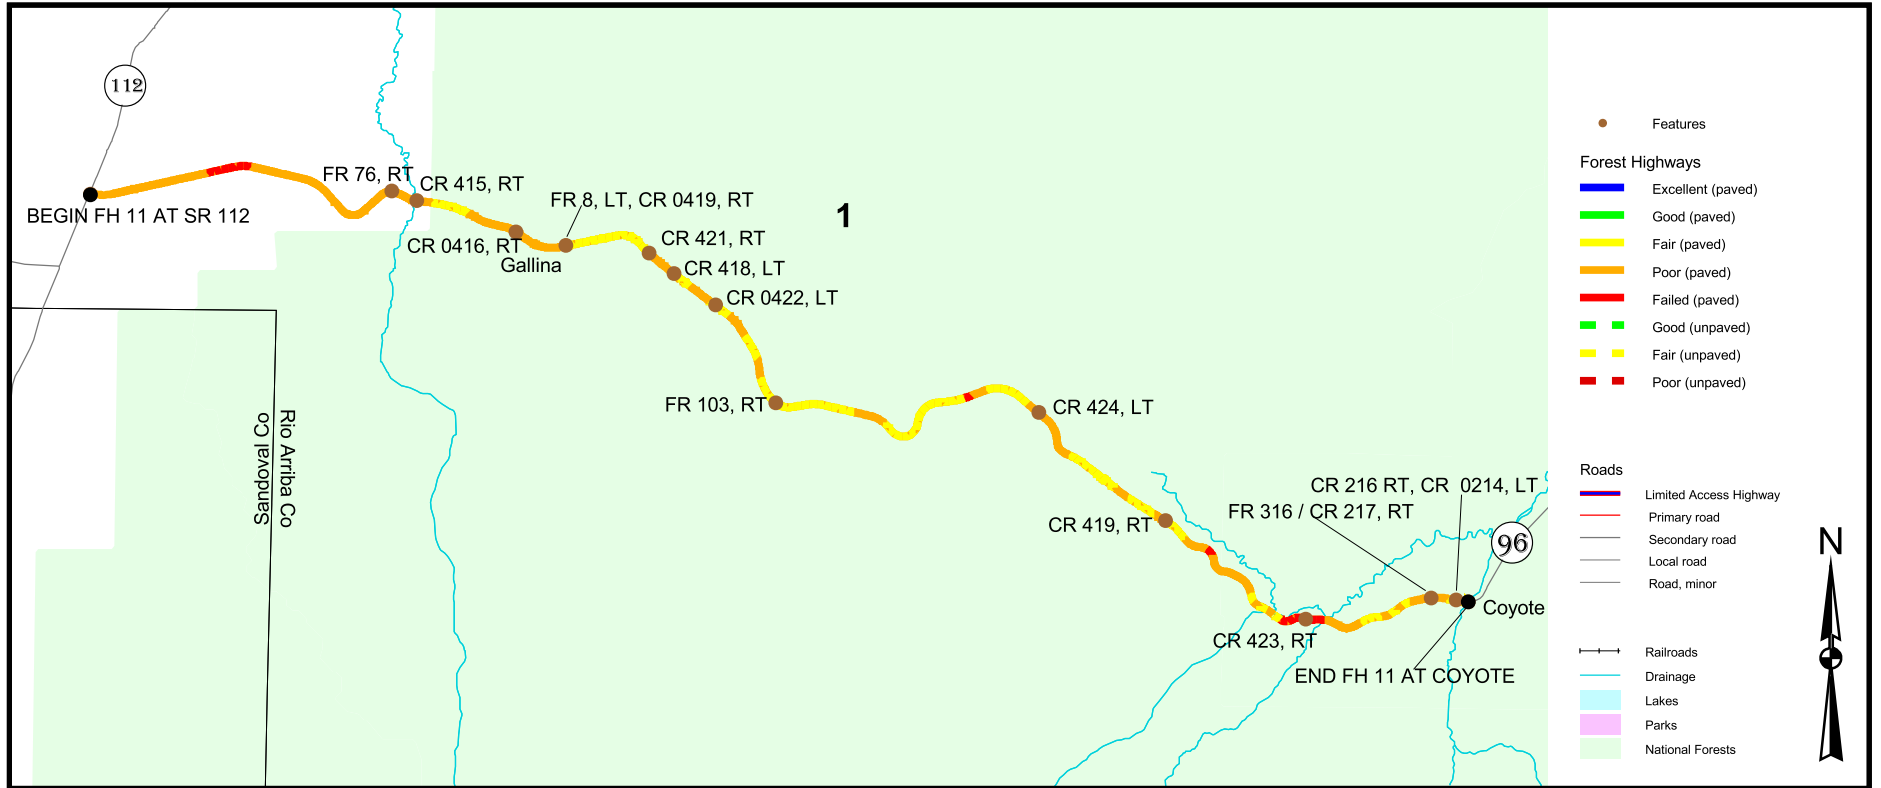 112
FR 76, RT
CR 415, RT
BEGIN FH 11 AT SR 112
FR 8, LT, CR 0419, RT
1
CR 0416, RT
Gallina
CR 421, RT
CR 418, LT
CR 0422, LT
FR 103, RT
CR 424, LT
Rio Arriba Co
Sandoval Co
CR 419, RT
CR 216 RT, CR  0214, LT
FR 316 / CR 217, RT
96
Coyote
CR 423, RT
END FH 11 AT COYOTE
Features
Forest Highways
Excellent (paved)
Good (paved)
Fair (paved)
Poor (paved)
Failed (paved)
Good (unpaved)
Fair (unpaved)
Poor (unpaved)
Roads
Limited Access Highway
Primary road
Secondary road
Local road
Road, minor
Railroads
Drainage
Lakes
Parks
National Forests
N